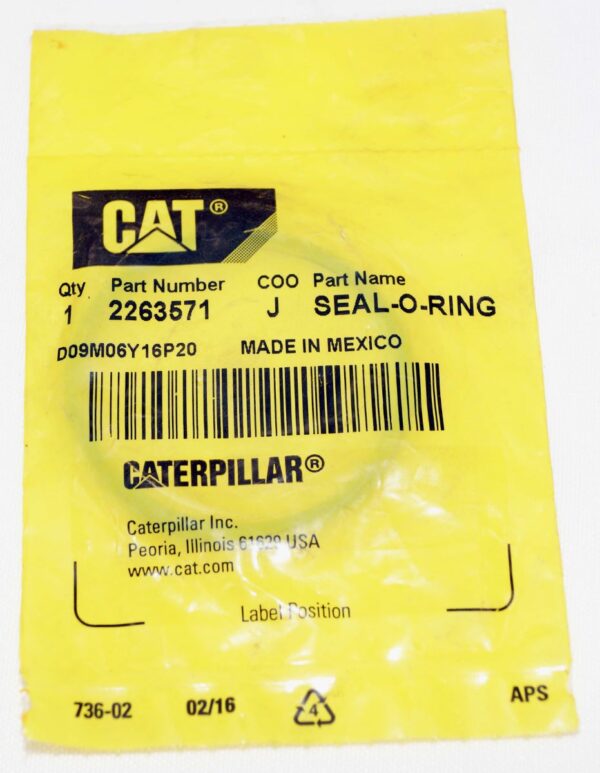 CAT®
Qty Part Number COO Part Name
1 2263571 J SEAL-O-RING
D09M06Y16P20 MADE IN MEXICO
CATERPILLAR®
Caterpillar Inc.
Peoria, Illinois 61629 USA
www.cat.com
Label Position
736-02 02/16 4 APS